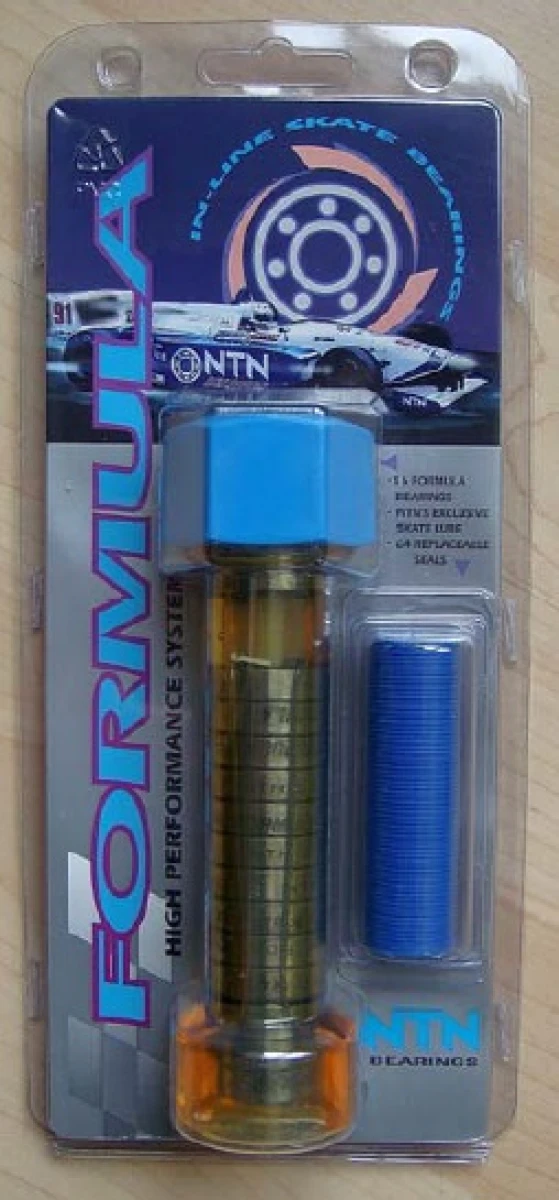 IN-LINE SKATE BEARINGS
91
NTN
NTN
FORMULA
HIGH PERFORMANCE SYSTEM
FORMULA
BEARINGS
EXCLUSIVE
SKATE LUBE
REPLACEABLE
SEALS
NTN
BEARINGS